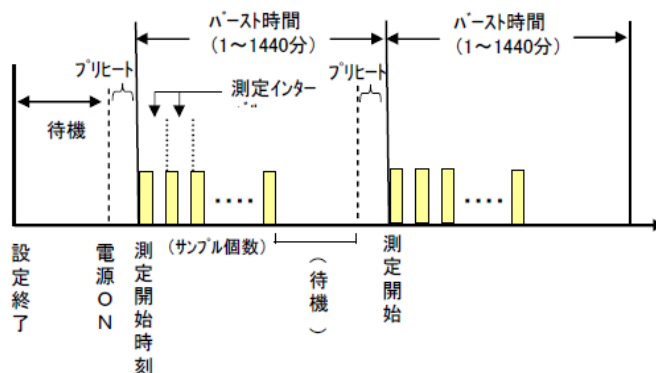 バースト時間
(1～1440分)
バースト時間
(1～1440分)
プリヒート
測定インター
待機
プリヒート
(サンプル個数)
設定終了
電源ON
測定開始時刻
(待機)
測定開始